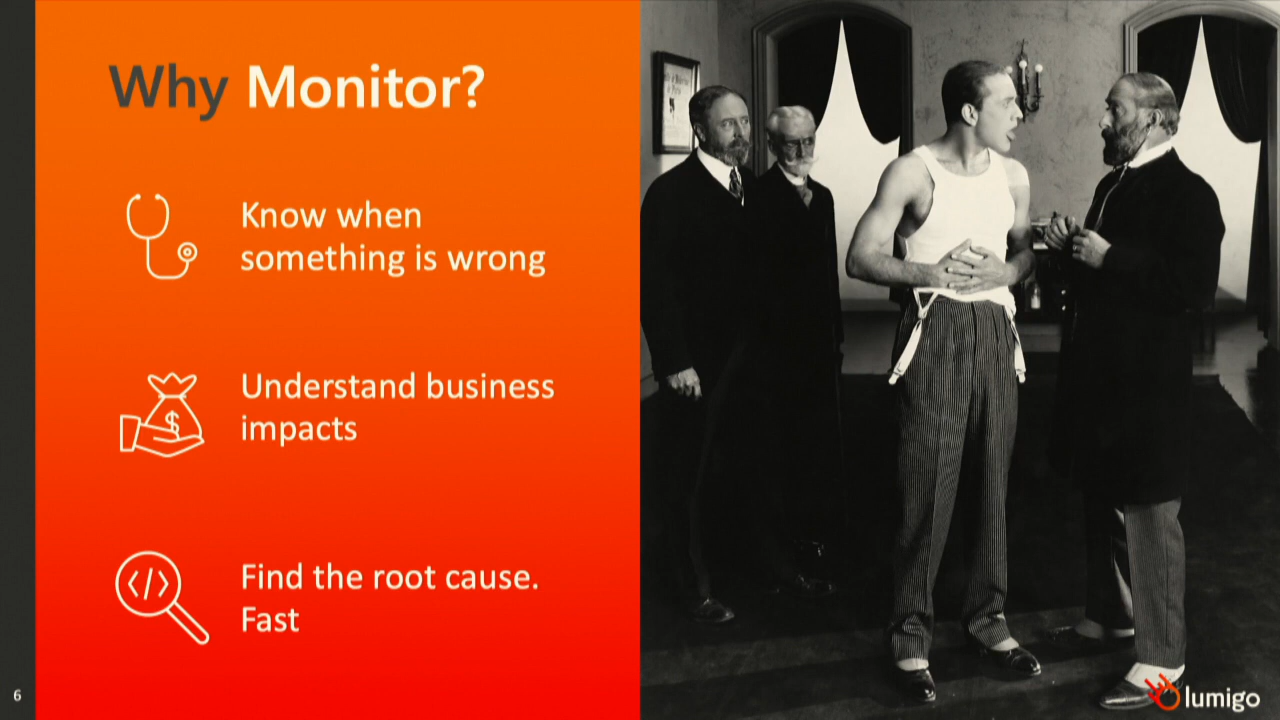 Why Monitor?
Know when
something is wrong
Understand business
impacts
$
</>
Find the root cause.
Fast
6
lumigo